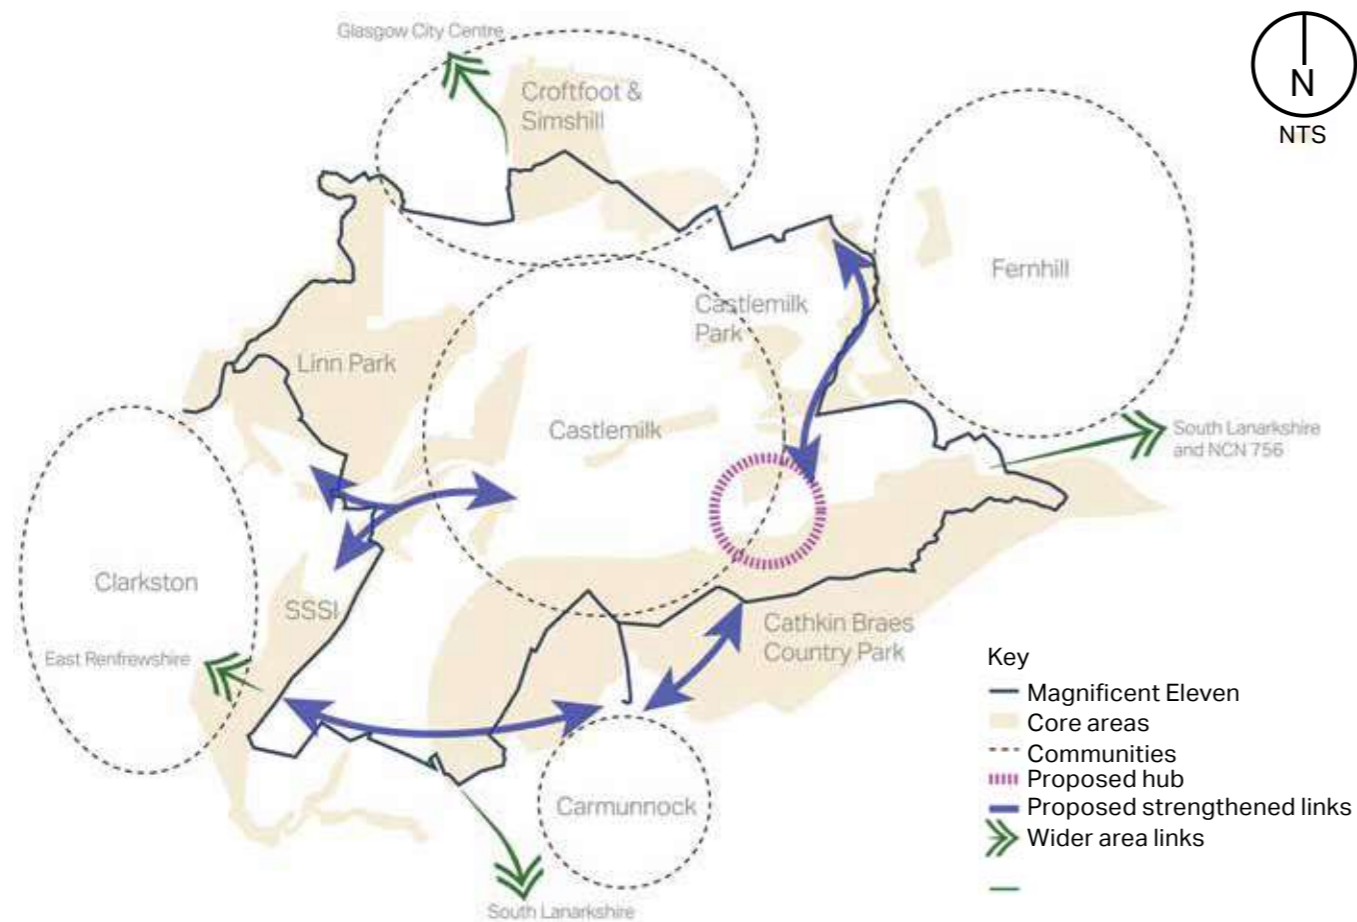 Glasgow City Centre
Croftfoot &
Simshill
N
NTS
Fernhill
Castlemilk
Park
Linn Park
Castlemilk
South Lanarkshire
and NCN 756
Clarkston
SSSI
East Renfrewshire
Cathkin Braes
Country Park
Carmunnock
South Lanarkshire
Key
Magnificent Eleven
Core areas
Communities
Proposed hub
Proposed strengthened links
Wider area links